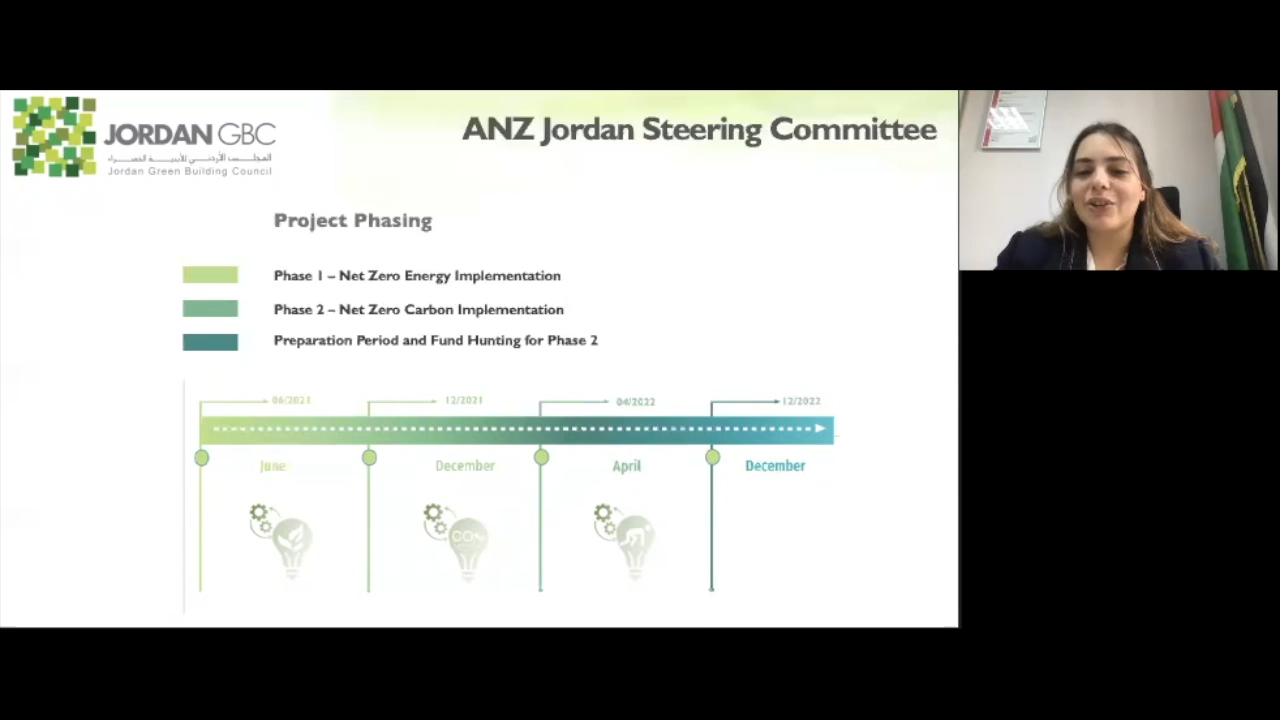 JORDAN GBC
المجلس الأردني للأبنية الخضراء
Jordan Green Building Council
ANZ Jordan Steering Committee
Project Phasing
Phase 1 – Net Zero Energy Implementation
Phase 2 – Net Zero Carbon Implementation
Preparation Period and Fund Hunting for Phase 2
06/2021
12/2021
04/2022
12/2022
June
December
April
December